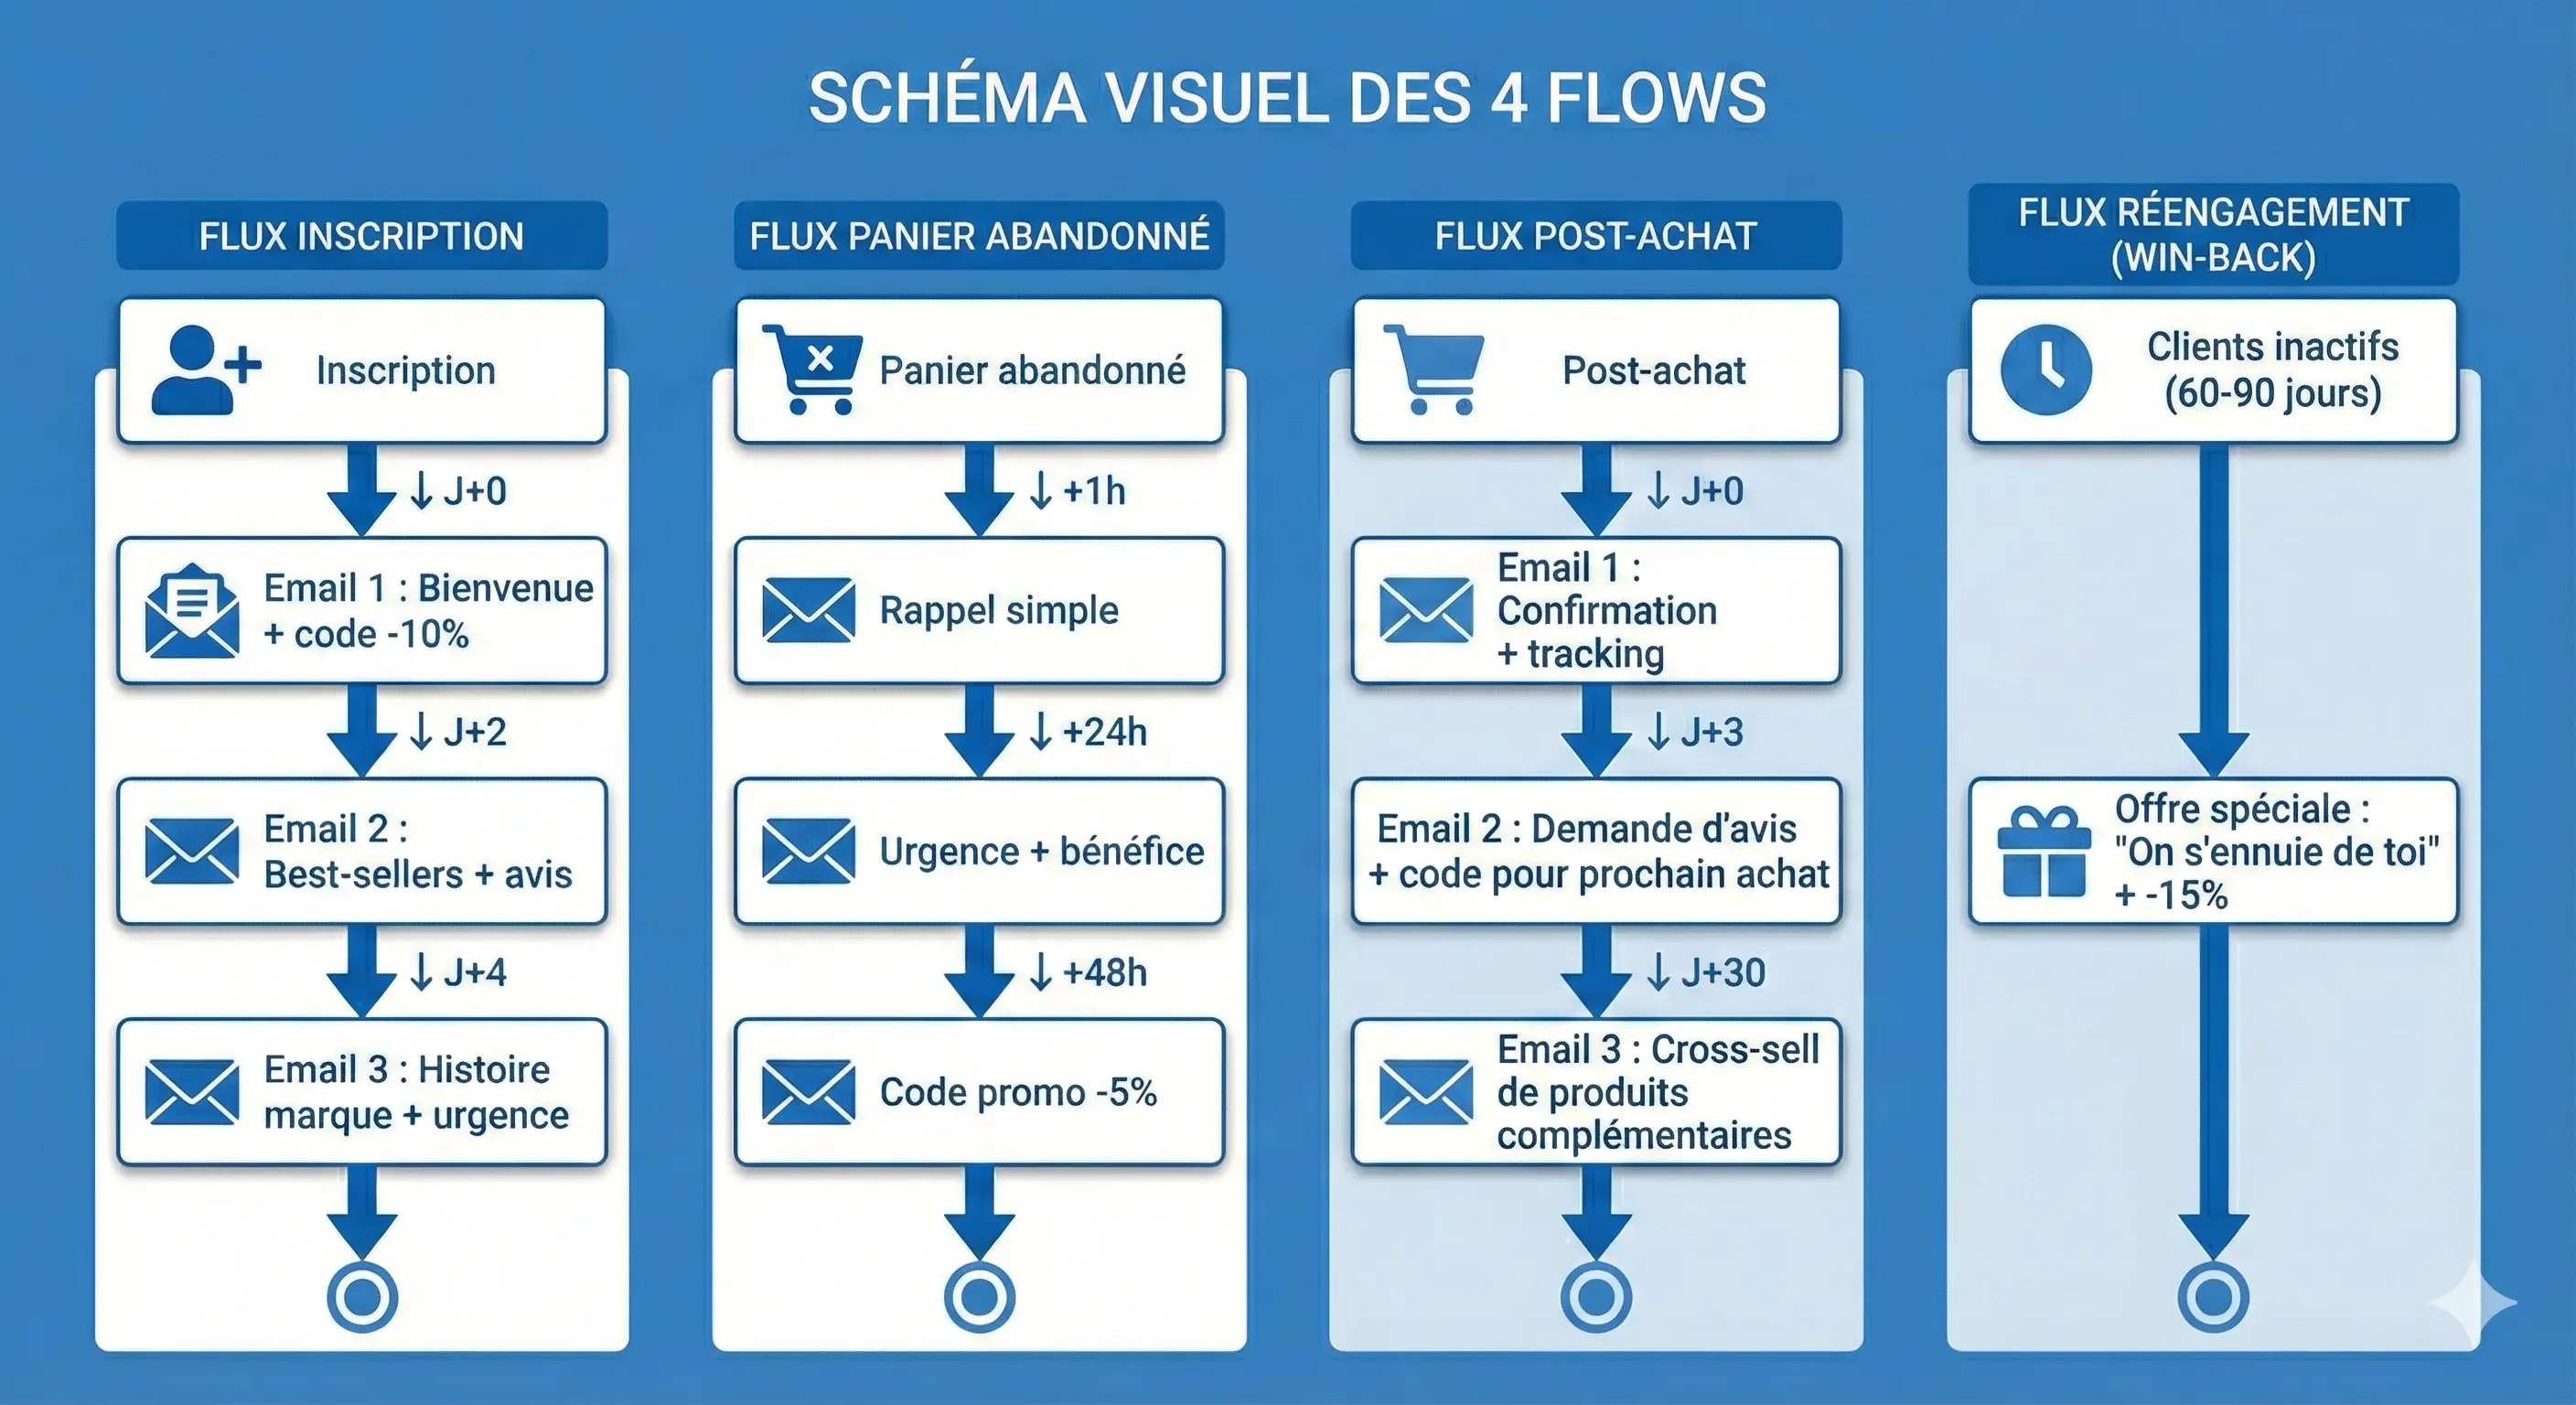 SCHÉMA VISUEL DES 4 FLOWS
FLUX INSCRIPTION
Inscription
↓ J+0
Email 1 : Bienvenue
+ code -10%
↓ J+2
Email 2 :
Best-sellers + avis
↓ J+4
Email 3 : Histoire
marque + urgence
FLUX PANIER ABANDONNÉ
Panier abandonné
↓ +1h
Rappel simple
↓ +24h
Urgence + bénéfice
↓ +48h
Code promo -5%
FLUX POST-ACHAT
Post-achat
↓ J+0
Email 1 :
Confirmation
+ tracking
↓ J+3
Email 2 : Demande d'avis
+ code pour prochain achat
↓ J+30
Email 3 : Cross-sell
de produits
complémentaires
FLUX RÉENGAGEMENT
(WIN-BACK)
Clients inactifs
(60-90 jours)
Offre spéciale :
"On s'ennuie de toi"
+ -15%